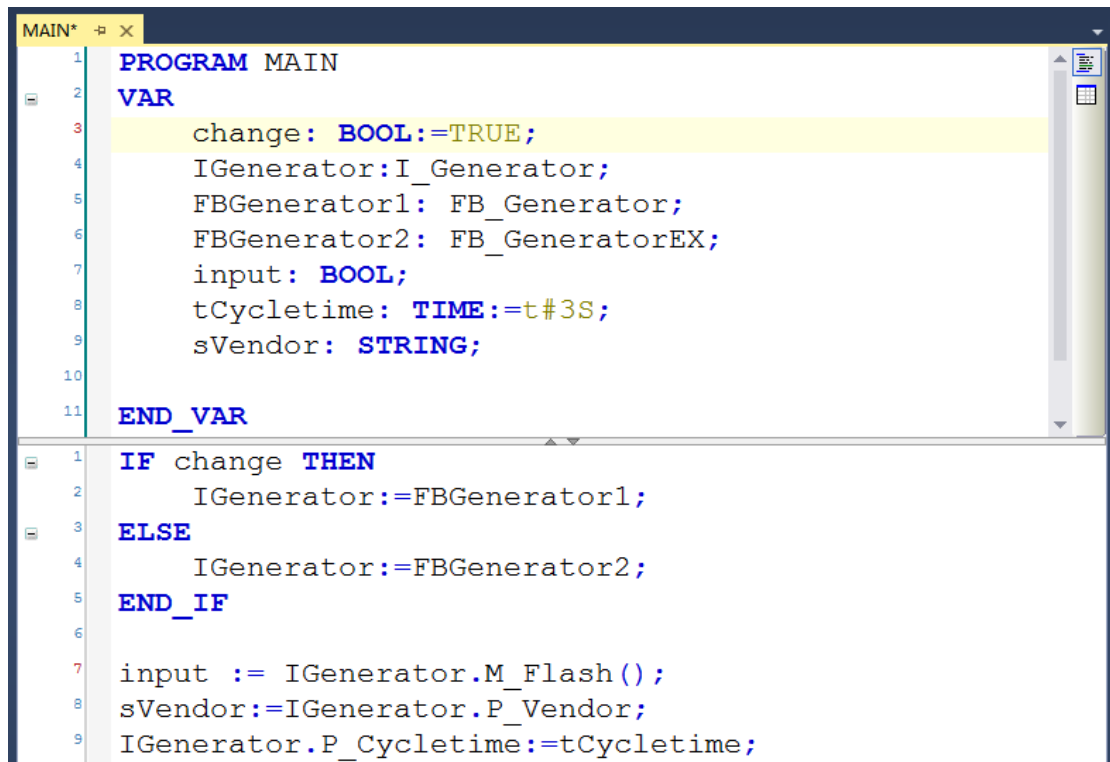 MAIN*
1 PROGRAM MAIN
2 VAR
3 change: BOOL:=TRUE;
4 IGenerator:I_Generator;
5 FBGenerator1: FB_Generator;
6 FBGenerator2: FB_GeneratorEX;
7 input: BOOL;
8 tCycletime: TIME:=t#3S;
9 sVendor: STRING;
10
11 END_VAR
1 IF change THEN
2 IGenerator:=FBGenerator1;
3 ELSE
4 IGenerator:=FBGenerator2;
5 END_IF
6
7 input := IGenerator.M_Flash();
8 sVendor:=IGenerator.P_Vendor;
9 IGenerator.P_Cycletime:=tCycletime;